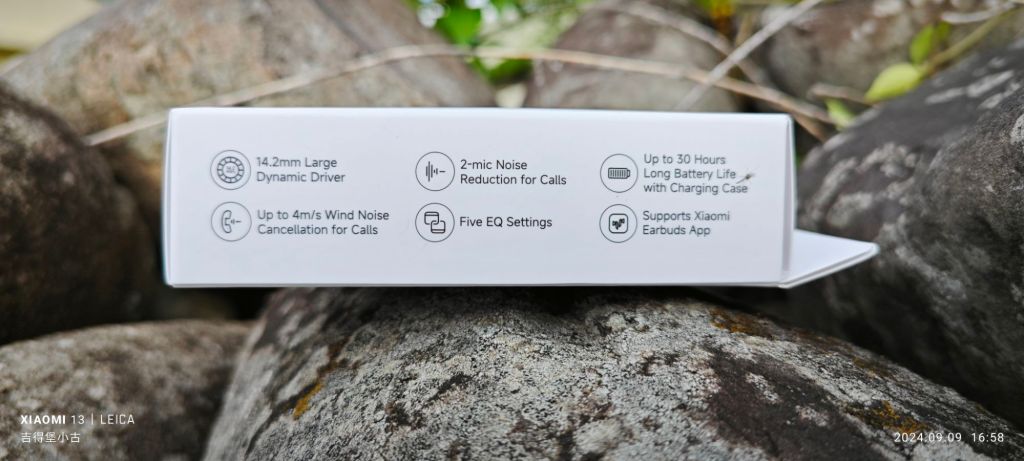 14.2mm Large
Dynamic Driver
2-mic Noise
Reduction for Calls
Up to 30 Hours
Long Battery Life
with Charging Case
Up to 4m/s Wind Noise
Cancellation for Calls
Five EQ Settings
Supports Xiaomi
Earbuds App
XIAOMI 13 | LEICA
吉得堡小古
2024.09.09 16:58